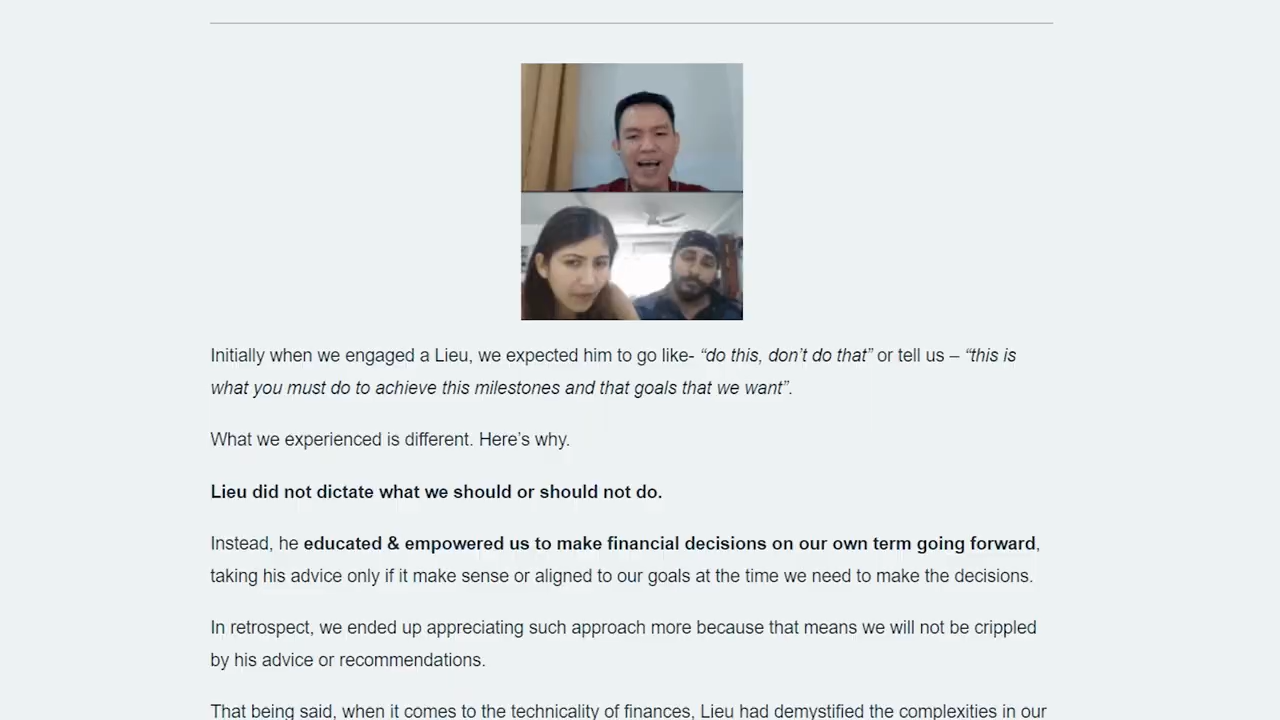 Initially when we engaged a Lieu, we expected him to go like- “do this, don’t do that” or tell us – “this is
what you must do to achieve this milestones and that goals that we want”.
What we experienced is different. Here’s why.
Lieu did not dictate what we should or should not do.
Instead, he educated & empowered us to make financial decisions on our own term going forward,
taking his advice only if it make sense or aligned to our goals at the time we need to make the decisions.
In retrospect, we ended up appreciating such approach more because that means we will not be crippled
by his advice or recommendations.
That being said, when it comes to the technicality of finances, Lieu had demystified the complexities in our